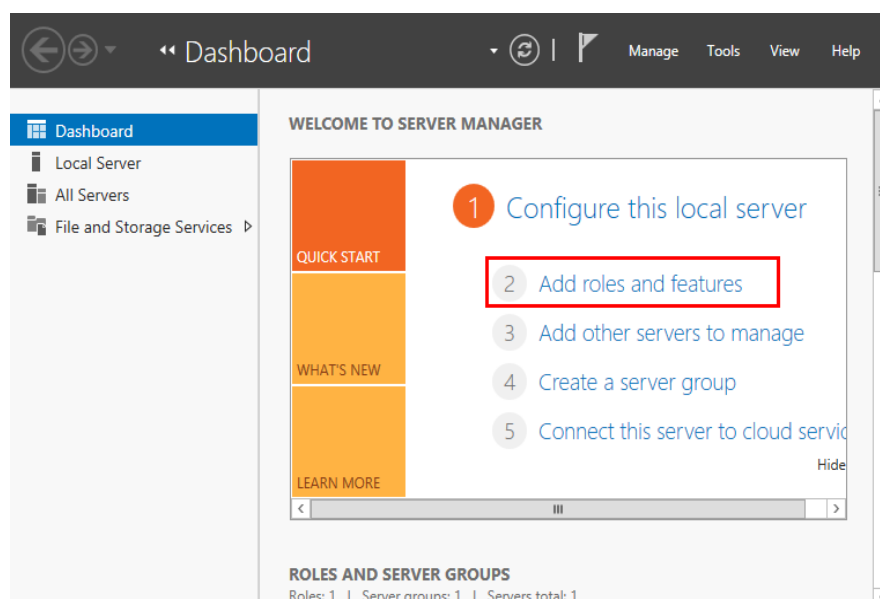 Dashboard
Manage Tools View Help
Dashboard
Local Server
All Servers
File and Storage Services
WELCOME TO SERVER MANAGER
QUICK START
WHAT'S NEW
LEARN MORE
1 Configure this local server
2 Add roles and features
3 Add other servers to manage
4 Create a server group
5 Connect this server to cloud servic
Hide
ROLES AND SERVER GROUPS
Roles: 1 | Server groups: 1 | Servers total: 1